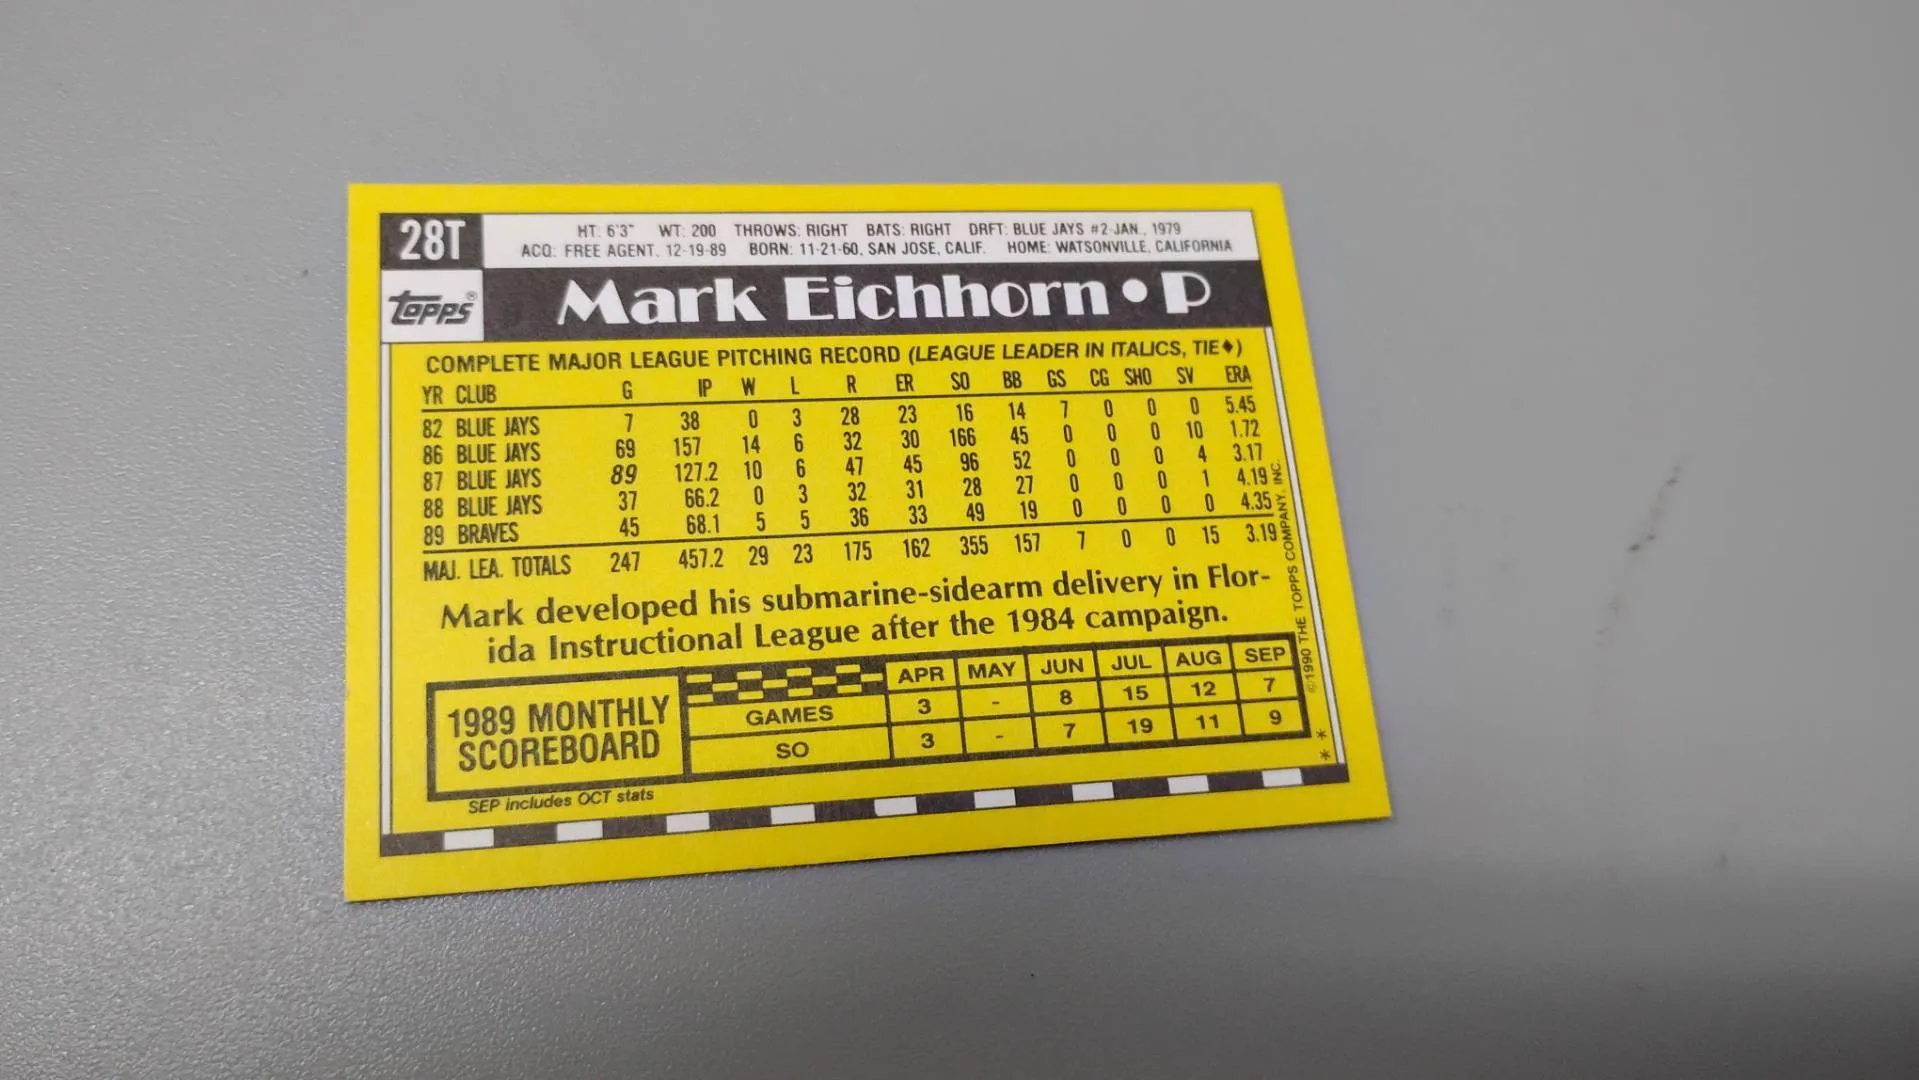 28T
HT: 6'3" WT: 200 THROWS: RIGHT BATS: RIGHT DRFT: BLUE JAYS #2-JAN., 1979
ACQ: FREE AGENT, 12-19-89 BORN: 11-21-60, SAN JOSE, CALIF. HOME: WATSONVILLE, CALIFORNIA
topps®
Mark Eichhorn • P
COMPLETE MAJOR LEAGUE PITCHING RECORD (LEAGUE LEADER IN ITALICS, TIE♦)
YR CLUB G IP W L R ER SO BB GS CG SHO SV ERA
82 BLUE JAYS 7 38 0 3 28 23 16 14 7 0 0 0 5.45
86 BLUE JAYS 69 157 14 6 32 30 166 45 0 0 0 10 1.72
87 BLUE JAYS 89 127.2 10 6 47 45 96 52 0 0 0 4 3.17
88 BLUE JAYS 37 66.2 0 3 32 31 28 27 0 0 0 1 4.19
89 BRAVES 45 68.1 5 5 36 33 49 19 0 0 0 0 4.35
MAJ. LEA. TOTALS 247 457.2 29 23 175 162 355 157 7 0 0 15 3.19
Mark developed his submarine-sidearm delivery in Flor-
ida Instructional League after the 1984 campaign.
1989 MONTHLY
SCOREBOARD
APR MAY JUN JUL AUG SEP
GAMES 3 - 8 15 12 7
SO 3 - 7 19 11 9
SEP includes OCT stats
©1990 THE TOPPS COMPANY, INC.
* *